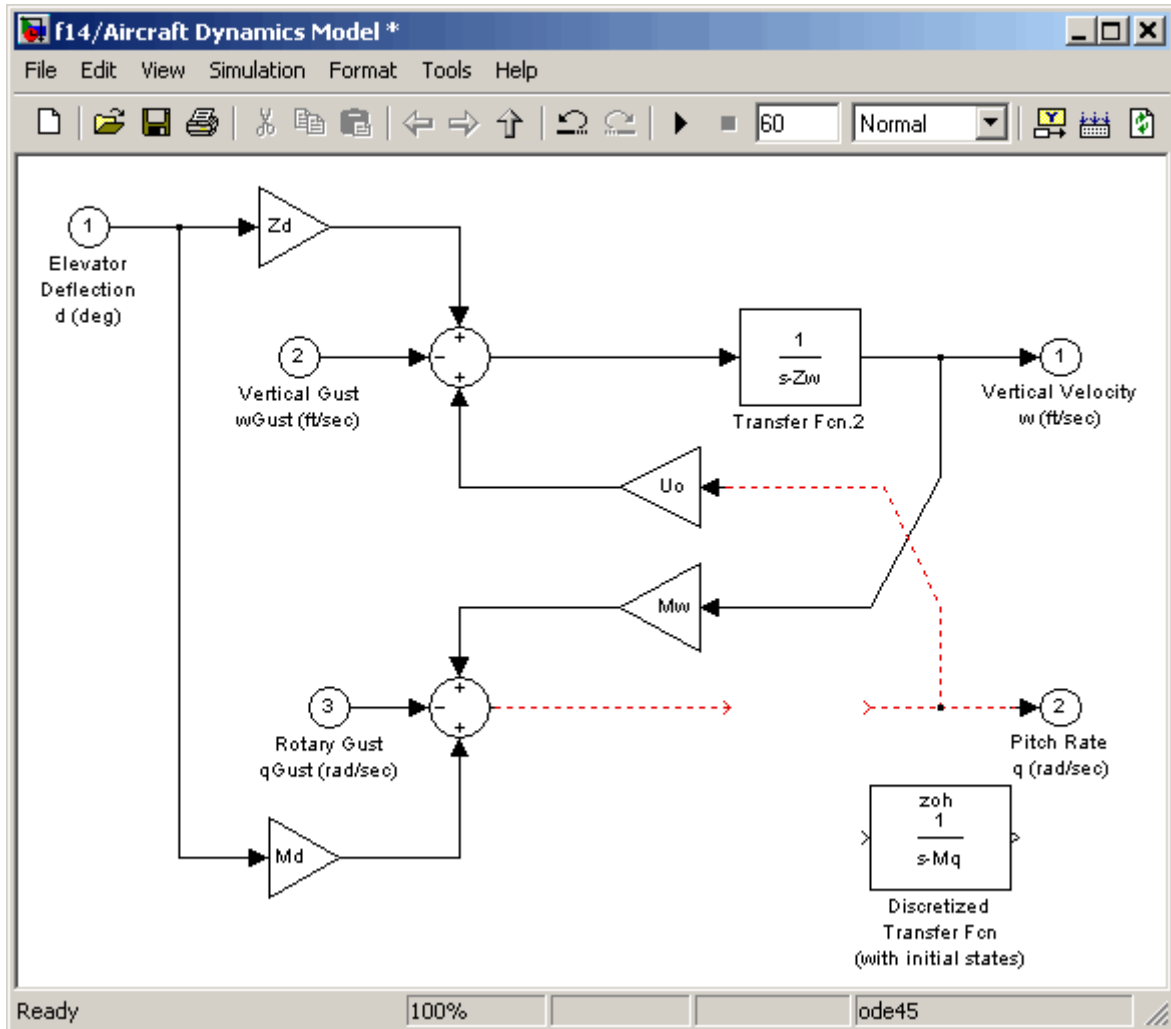 f14/Aircraft Dynamics Model *
File Edit View Simulation Format Tools Help
60 Normal
1
Elevator
Deflection
d (deg)
Zd
2
Vertical Gust
wGust (ft/sec)
+
−
+
1
s-Zw
Transfer Fcn.2
1
Vertical Velocity
w (ft/sec)
Uo
Mw
3
Rotary Gust
qGust (rad/sec)
+
−
+
2
Pitch Rate
q (rad/sec)
Md
zoh
1
s-Mq
Discretized
Transfer Fcn
(with initial states)
Ready 100% ode45